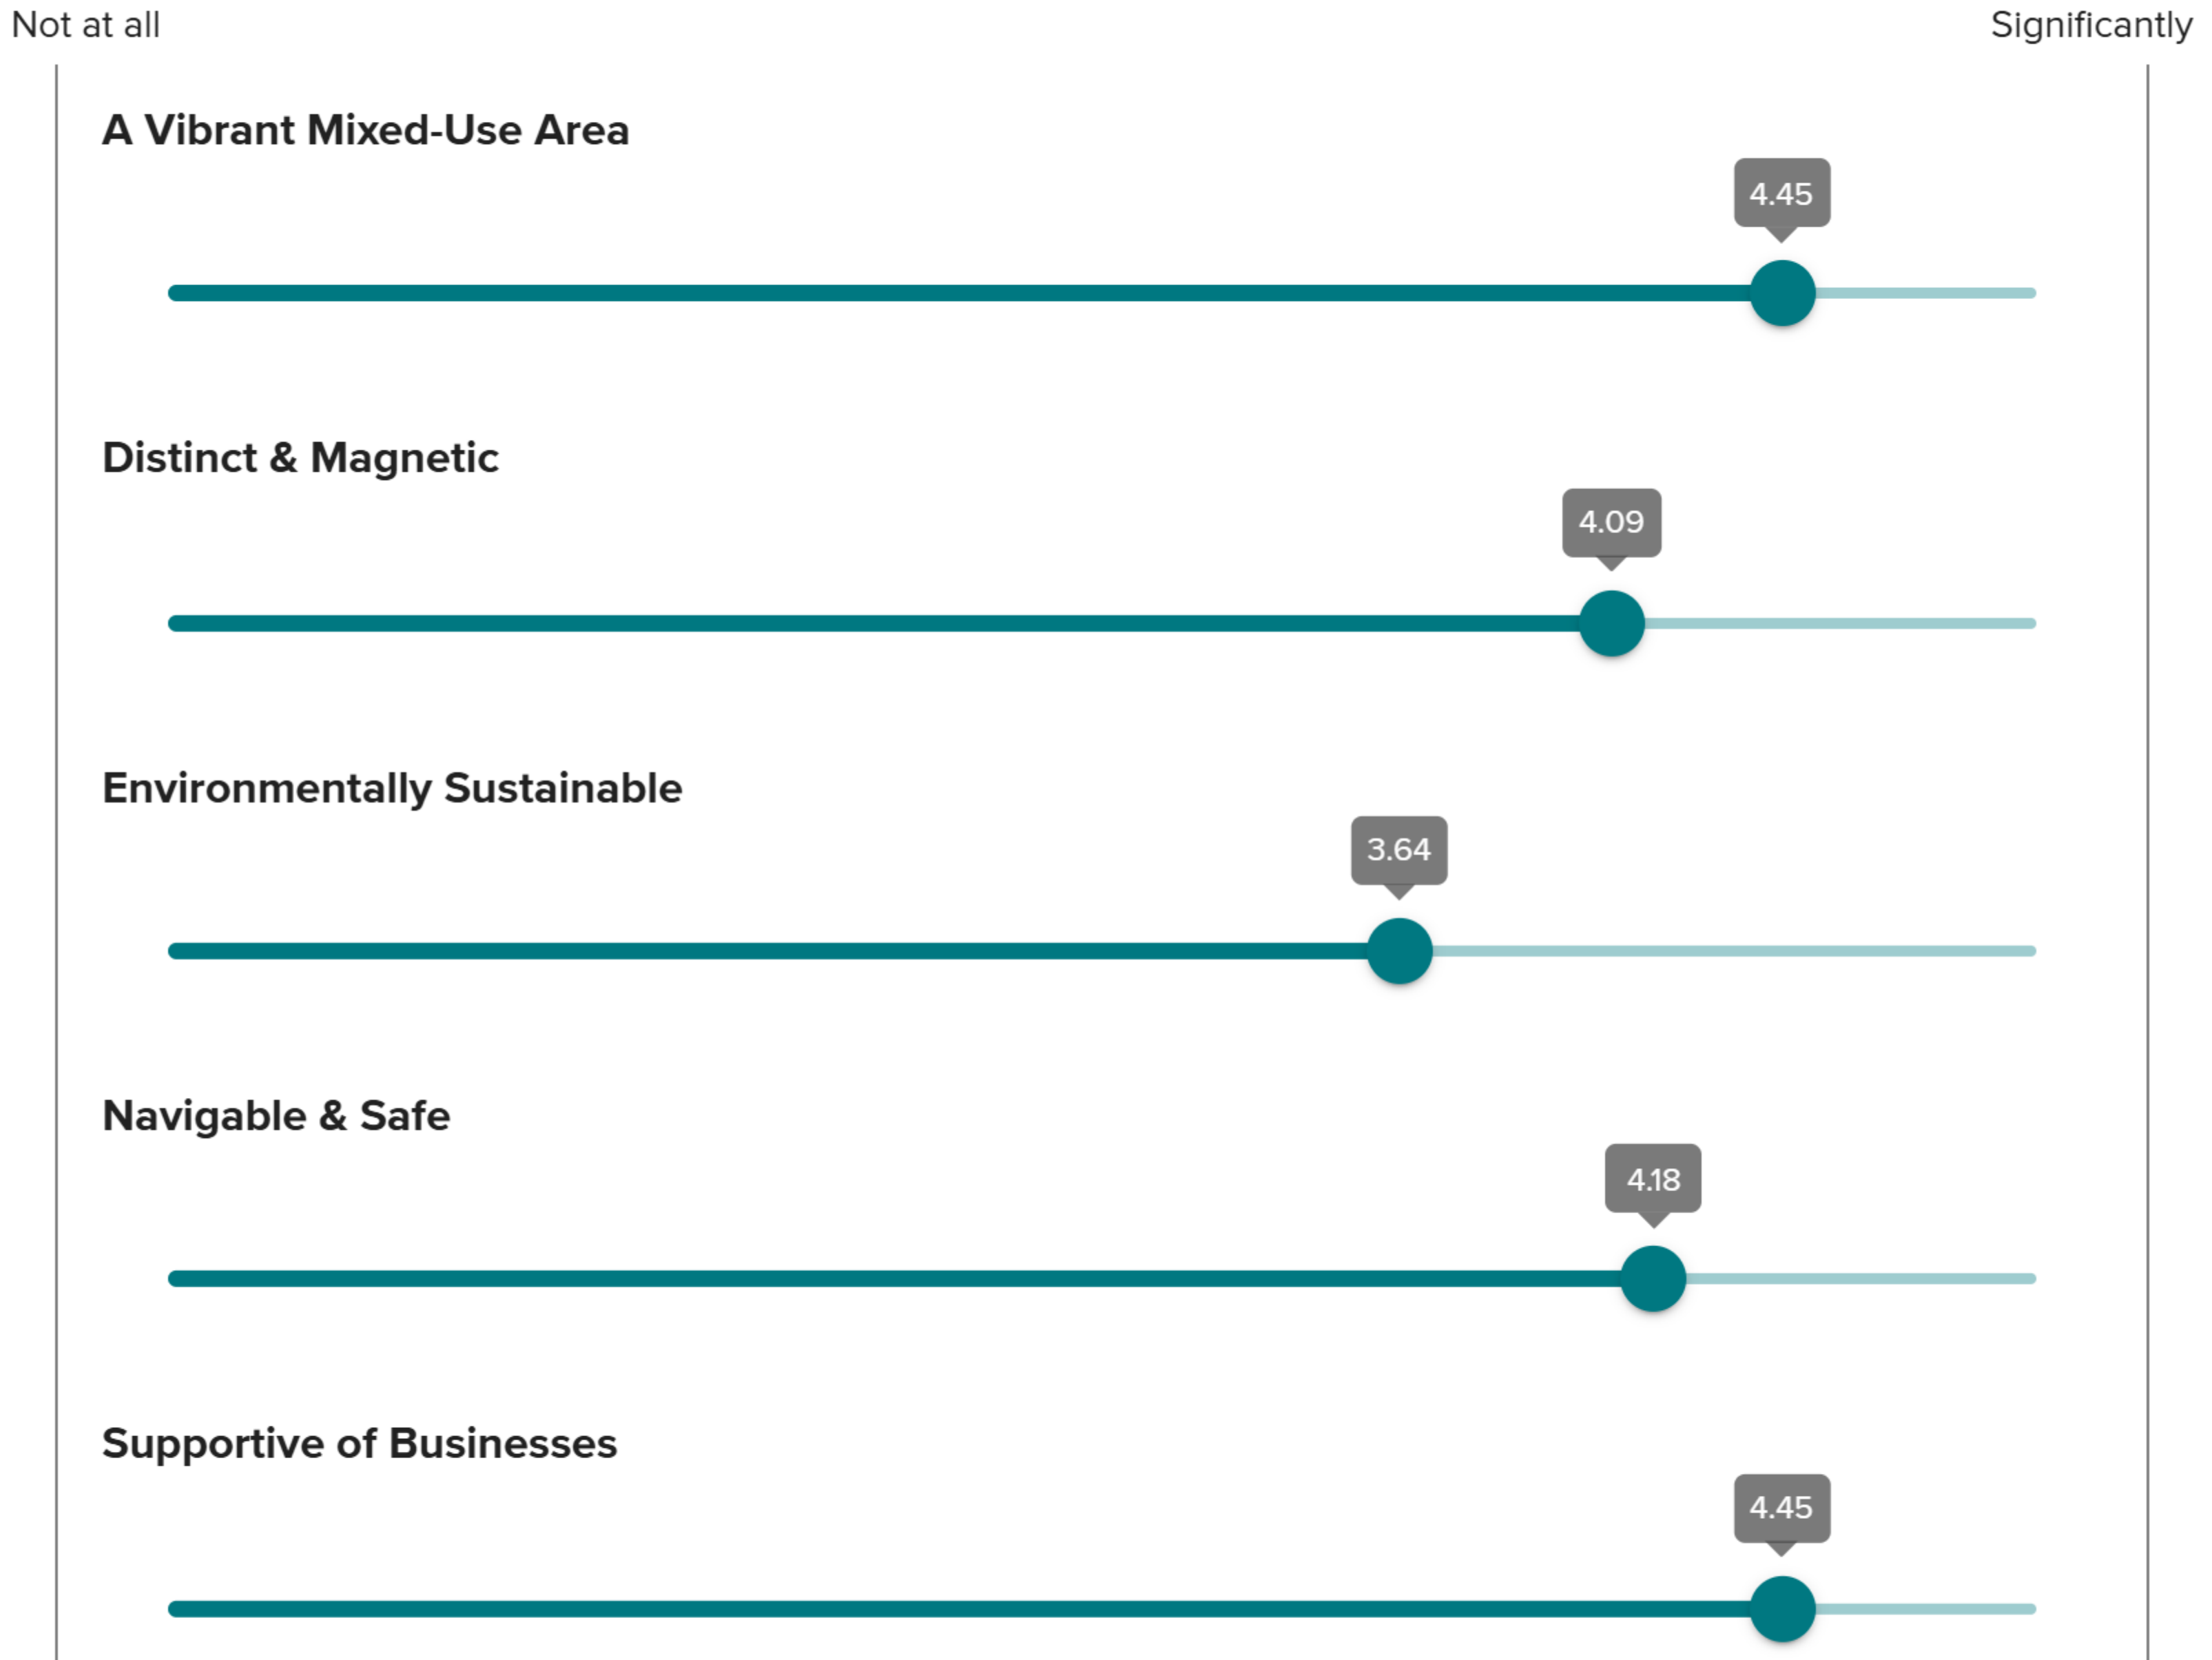 Not at all
Significantly
A Vibrant Mixed-Use Area
4.45
Distinct & Magnetic
4.09
Environmentally Sustainable
3.64
Navigable & Safe
4.18
Supportive of Businesses
4.45